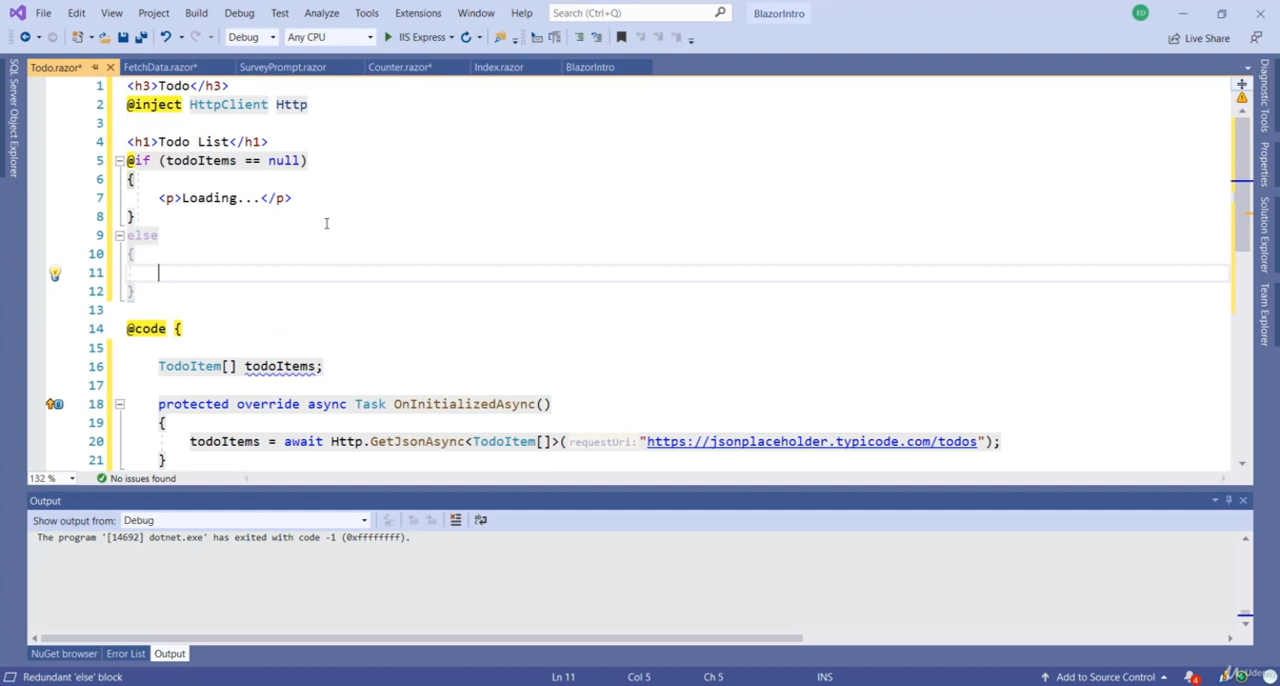 File Edit View Project Build Debug Test Analyze Tools Extensions Window Help Search (Ctrl+Q) BlazorIntro ED
Debug Any CPU IIS Express Live Share
Todo.razor* FetchData.razor* SurveyPrompt.razor Counter.razor* Index.razor BlazorIntro
SQL Server Object Explorer
Diagnostic Tools
Properties
Solution Explorer
Team Explorer
1 <h3>Todo</h3>
2 @inject HttpClient Http
3
4 <h1>Todo List</h1>
5 @if (todoItems == null)
6 {
7 <p>Loading...</p>
8 }
9 else
10 {
11
12 }
13
14 @code {
15
16 TodoItem[] todoItems;
17
18 protected override async Task OnInitializedAsync()
19 {
20 todoItems = await Http.GetJsonAsync<TodoItem[]>(requestUri: "https://jsonplaceholder.typicode.com/todos");
21 }
132 % No issues found
Output
Show output from: Debug
The program '[14692] dotnet.exe' has exited with code -1 (0xffffffff).
NuGet browser Error List Output
Redundant 'else' block Ln 11 Col 5 Ch 5 INS Add to Source Control 4
Udemy